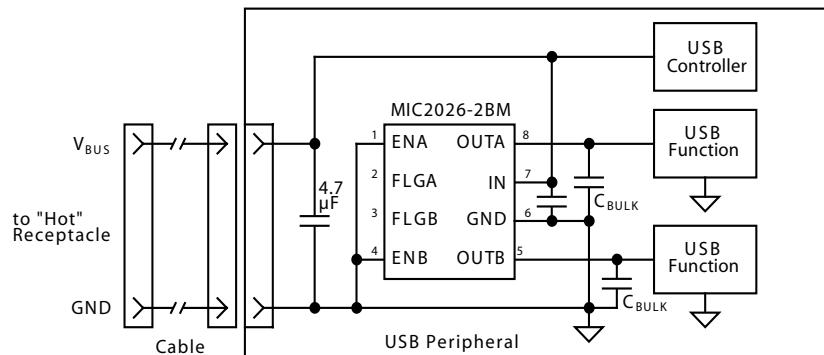 USB
Controller
MIC2026-2BM
V_BUS
1
ENA
OUTA
8
USB
Function
2
FLGA
IN
7
4.7
µF
C_BULK
to "Hot"
Receptacle
3
FLGB
GND
6
4
ENB
OUTB
5
USB
Function
C_BULK
GND
Cable
USB Peripheral